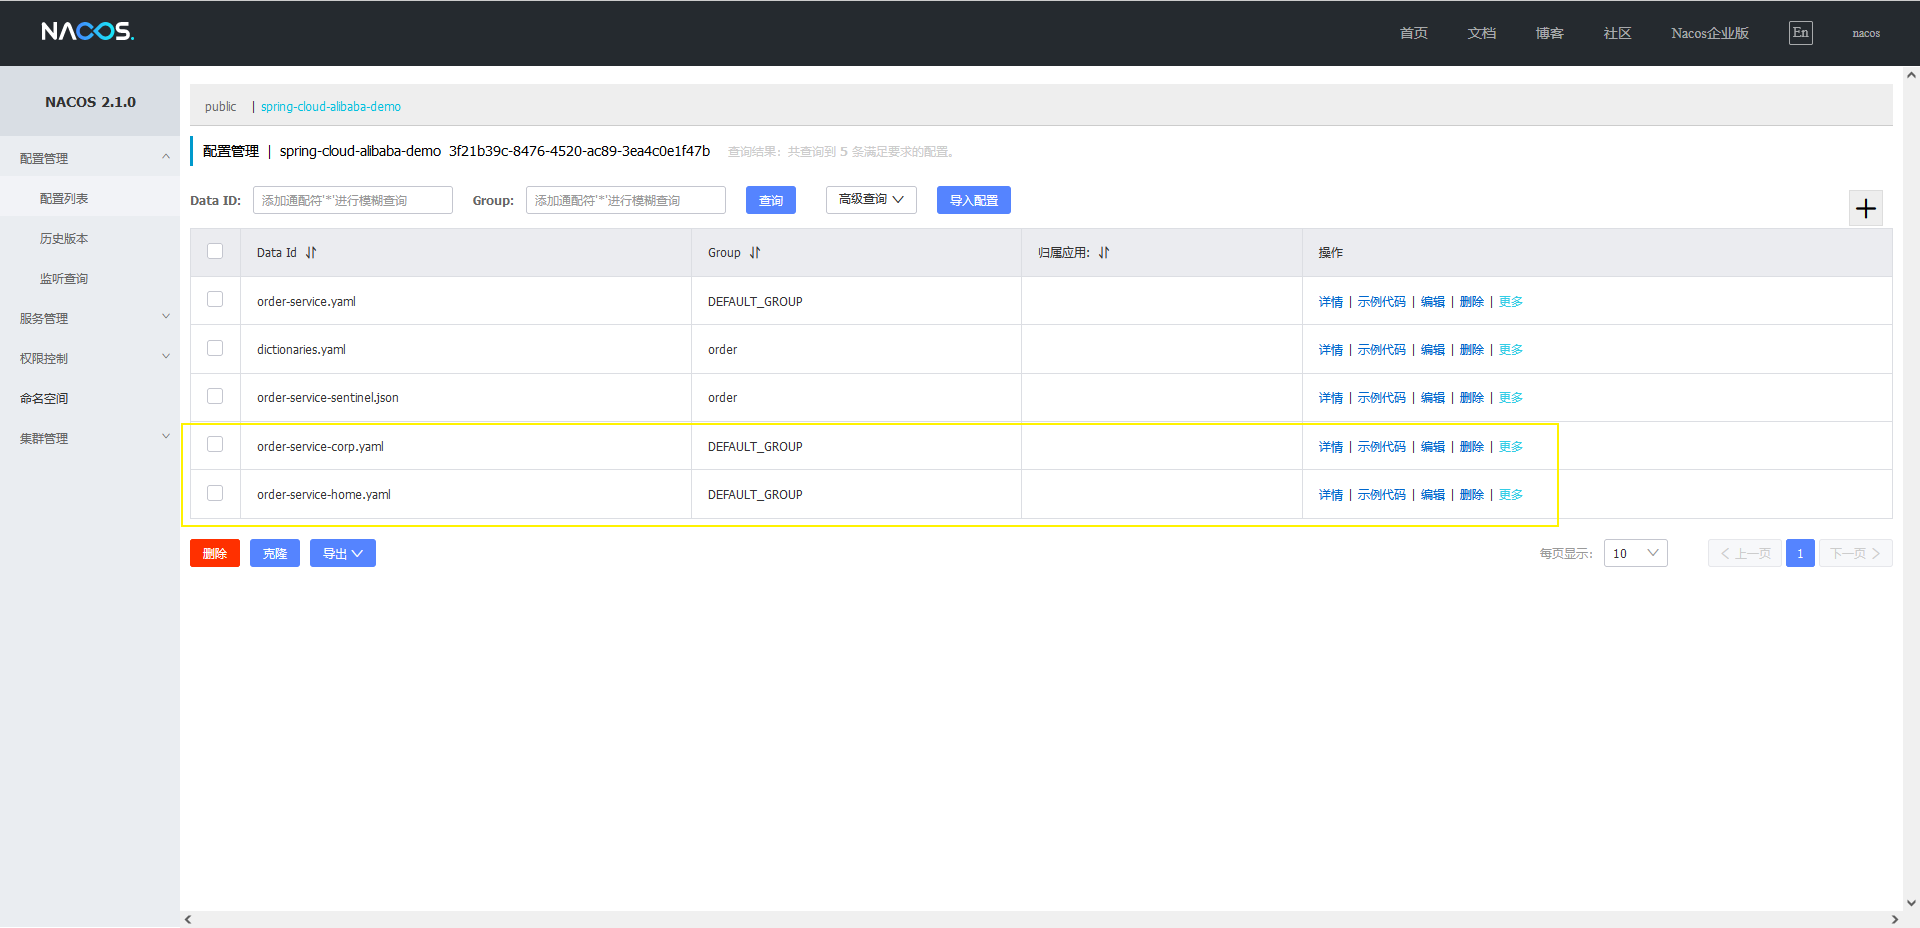 NACOS.
首页 文档 博客 社区 Nacos企业版 En nacos
NACOS 2.1.0
配置管理
配置列表
历史版本
监听查询
服务管理
权限控制
命名空间
集群管理
public | spring-cloud-alibaba-demo
配置管理 | spring-cloud-alibaba-demo 3f21b39c-8476-4520-ac89-3ea4c0e1f47b 查询结果：共查询到 5 条满足要求的配置。
Data ID: 添加通配符'*'进行模糊查询 Group: 添加通配符'*'进行模糊查询 查询 高级查询 导入配置
Data Id Group 归属应用: 操作
order-service.yaml DEFAULT_GROUP 详情 | 示例代码 | 编辑 | 删除 | 更多
dictionaries.yaml order 详情 | 示例代码 | 编辑 | 删除 | 更多
order-service-sentinel.json order 详情 | 示例代码 | 编辑 | 删除 | 更多
order-service-corp.yaml DEFAULT_GROUP 详情 | 示例代码 | 编辑 | 删除 | 更多
order-service-home.yaml DEFAULT_GROUP 详情 | 示例代码 | 编辑 | 删除 | 更多
删除 克隆 导出 每页显示: 10 上一页 1 下一页